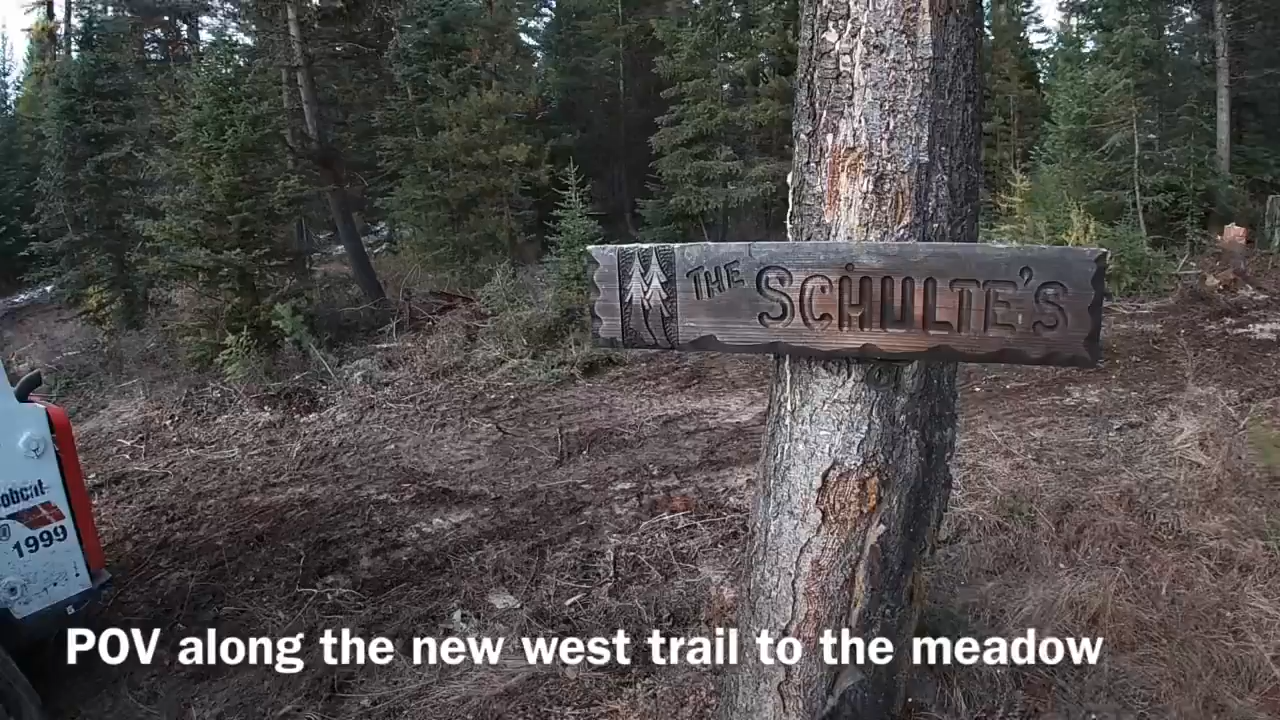 THE SCHULTE'S
obcat
1999
POV along the new west trail to the meadow